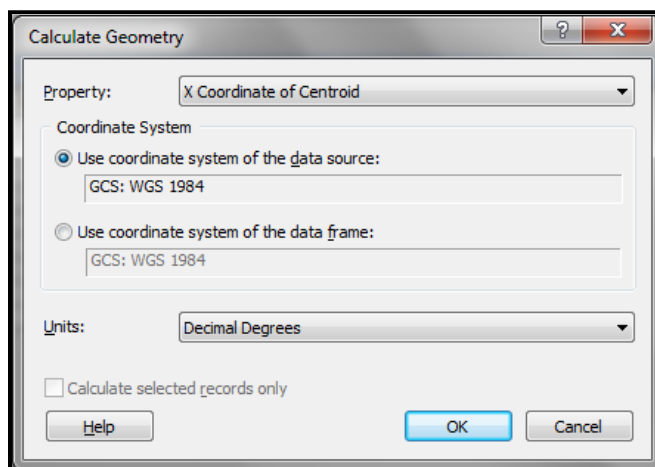 Calculate Geometry
?
X
Property: X Coordinate of Centroid
Coordinate System
Use coordinate system of the data source:
GCS: WGS 1984
Use coordinate system of the data frame:
GCS: WGS 1984
Units: Decimal Degrees
Calculate selected records only
Help OK Cancel